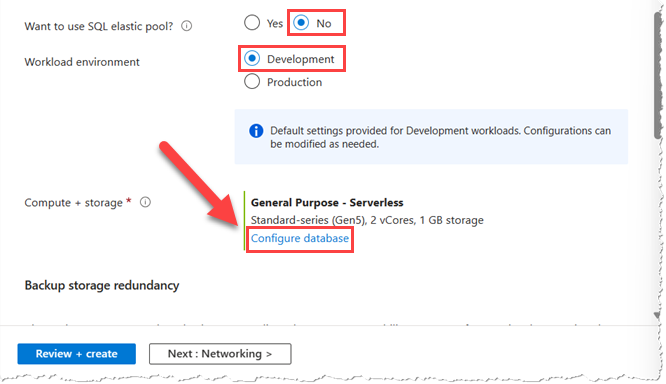 Want to use SQL elastic pool?
Yes
No
Workload environment
Development
Production
Default settings provided for Development workloads. Configurations can
be modified as needed.
Compute + storage *
General Purpose - Serverless
Standard-series (Gen5), 2 vCores, 1 GB storage
Configure database
Backup storage redundancy
Review + create
Next : Networking >